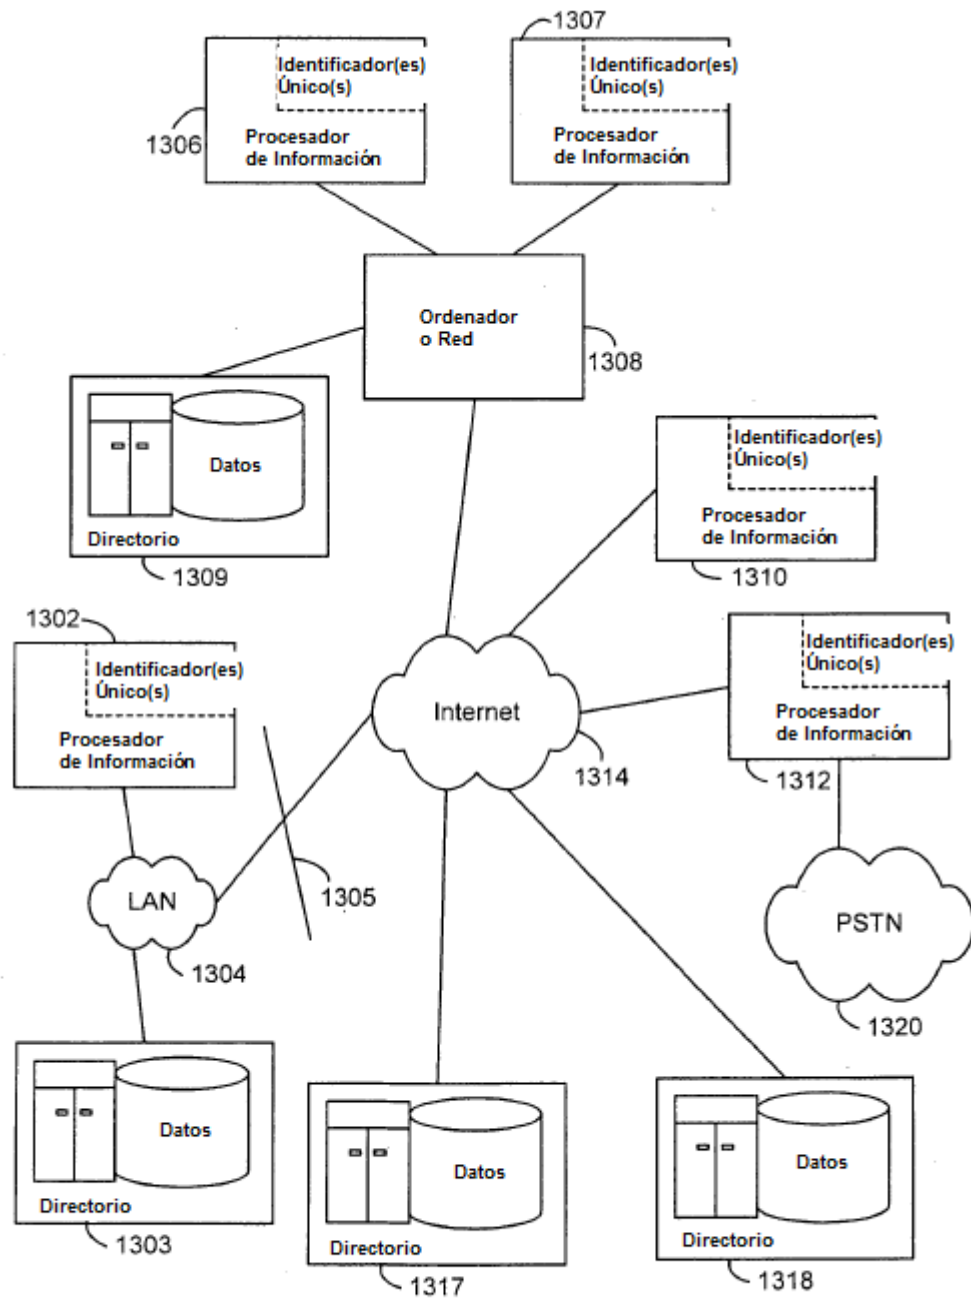 1307
Identificador(es)
Único(s)
Procesador
de Información
1306
Identificador(es)
Único(s)
Procesador
de Información
Ordenador
o Red
1308
Datos
Directorio
1309
Identificador(es)
Único(s)
Procesador
de Información
1310
1302
Identificador(es)
Único(s)
Procesador
de Información
Internet
1314
Identificador(es)
Único(s)
Procesador
de Información
1312
LAN
1304
1305
PSTN
1320
Datos
Directorio
1303
Datos
Directorio
1317
Datos
Directorio
1318